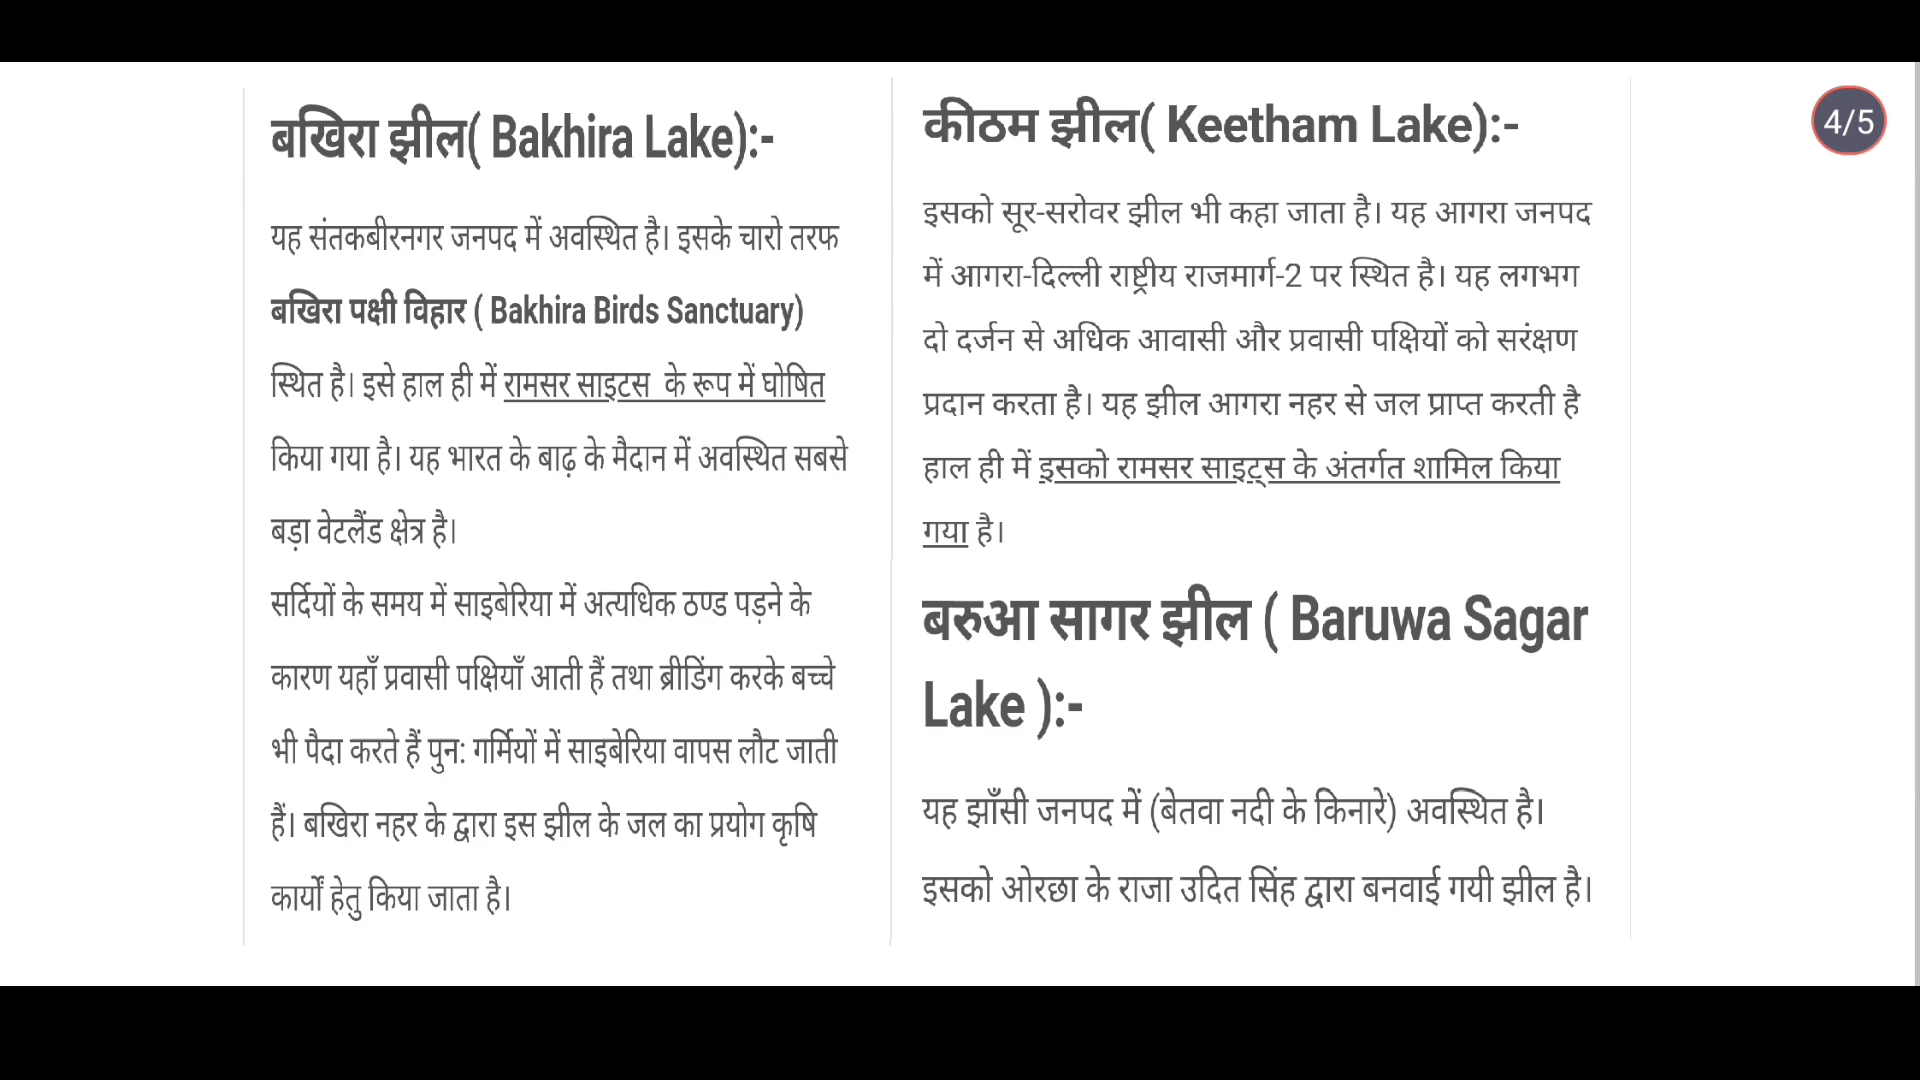 बखिरा झील( Bakhira Lake):-
यह संतकबीरनगर जनपद में अवस्थित है। इसके चारो तरफ
बखिरा पक्षी विहार ( Bakhira Birds Sanctuary)
स्थित है। इसे हाल ही में रामसर साइटस के रूप में घोषित
किया गया है। यह भारत के बाढ़ के मैदान में अवस्थित सबसे
बड़ा वेटलैंड क्षेत्र है।
सर्दियों के समय में साइबेरिया में अत्यधिक ठण्ड पड़ने के
कारण यहाँ प्रवासी पक्षियाँ आती हैं तथा ब्रीडिंग करके बच्चे
भी पैदा करते हैं पुन: गर्मियों में साइबेरिया वापस लौट जाती
हैं। बखिरा नहर के द्वारा इस झील के जल का प्रयोग कृषि
कार्यों हेतु किया जाता है।
कीठम झील( Keetham Lake):-
इसको सूर-सरोवर झील भी कहा जाता है। यह आगरा जनपद
में आगरा-दिल्ली राष्ट्रीय राजमार्ग-2 पर स्थित है। यह लगभग
दो दर्जन से अधिक आवासी और प्रवासी पक्षियों को सरंक्षण
प्रदान करता है। यह झील आगरा नहर से जल प्राप्त करती है
हाल ही में इसको रामसर साइट्स के अंतर्गत शामिल किया
गया है।
बरुआ सागर झील ( Baruwa Sagar
Lake ):-
यह झाँसी जनपद में (बेतवा नदी के किनारे) अवस्थित है।
इसको ओरछा के राजा उदित सिंह द्वारा बनवाई गयी झील है।
4/5